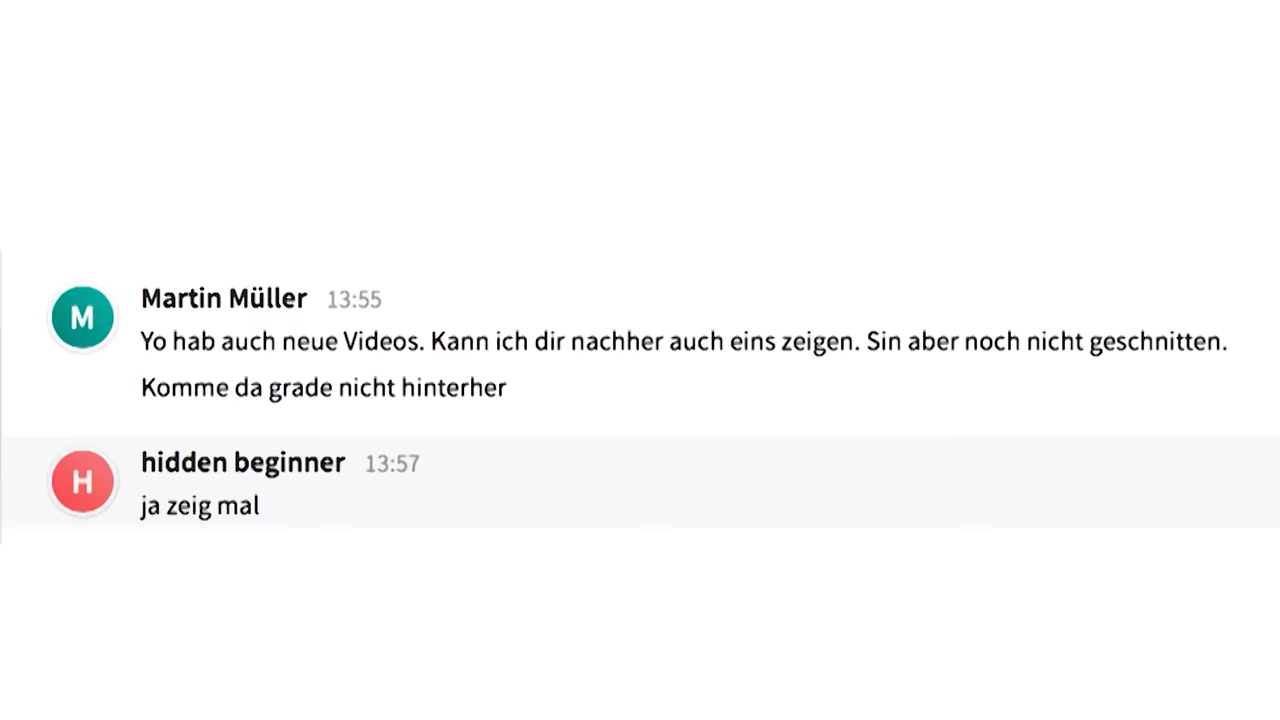 M
Martin Müller 13:55
Yo hab auch neue Videos. Kann ich dir nachher auch eins zeigen. Sin aber noch nicht geschnitten.
Komme da grade nicht hinterher
H
hidden beginner 13:57
ja zeig mal